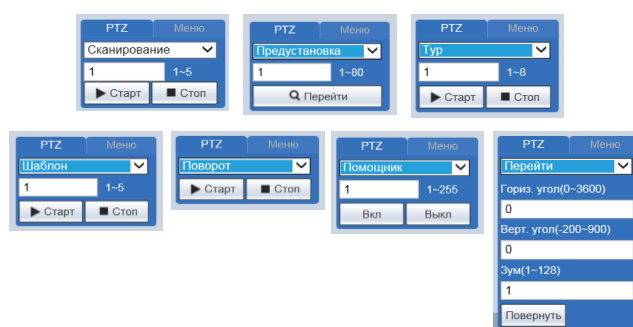 PTZ Меню
Сканирование
1 1~5
Старт Стоп
PTZ Меню
Предустановка
1 1~80
Перейти
PTZ Меню
Тур
1 1~8
Старт Стоп
PTZ Меню
Шаблон
1 1~5
Старт Стоп
PTZ Меню
Поворот
Старт Стоп
PTZ Меню
Помощник
1 1~255
Вкл Выкл
PTZ Меню
Перейти
Гориз. угол(0~3600)
0
Верт. угол(-200~900)
0
Зум(1~128)
1
Повернуть